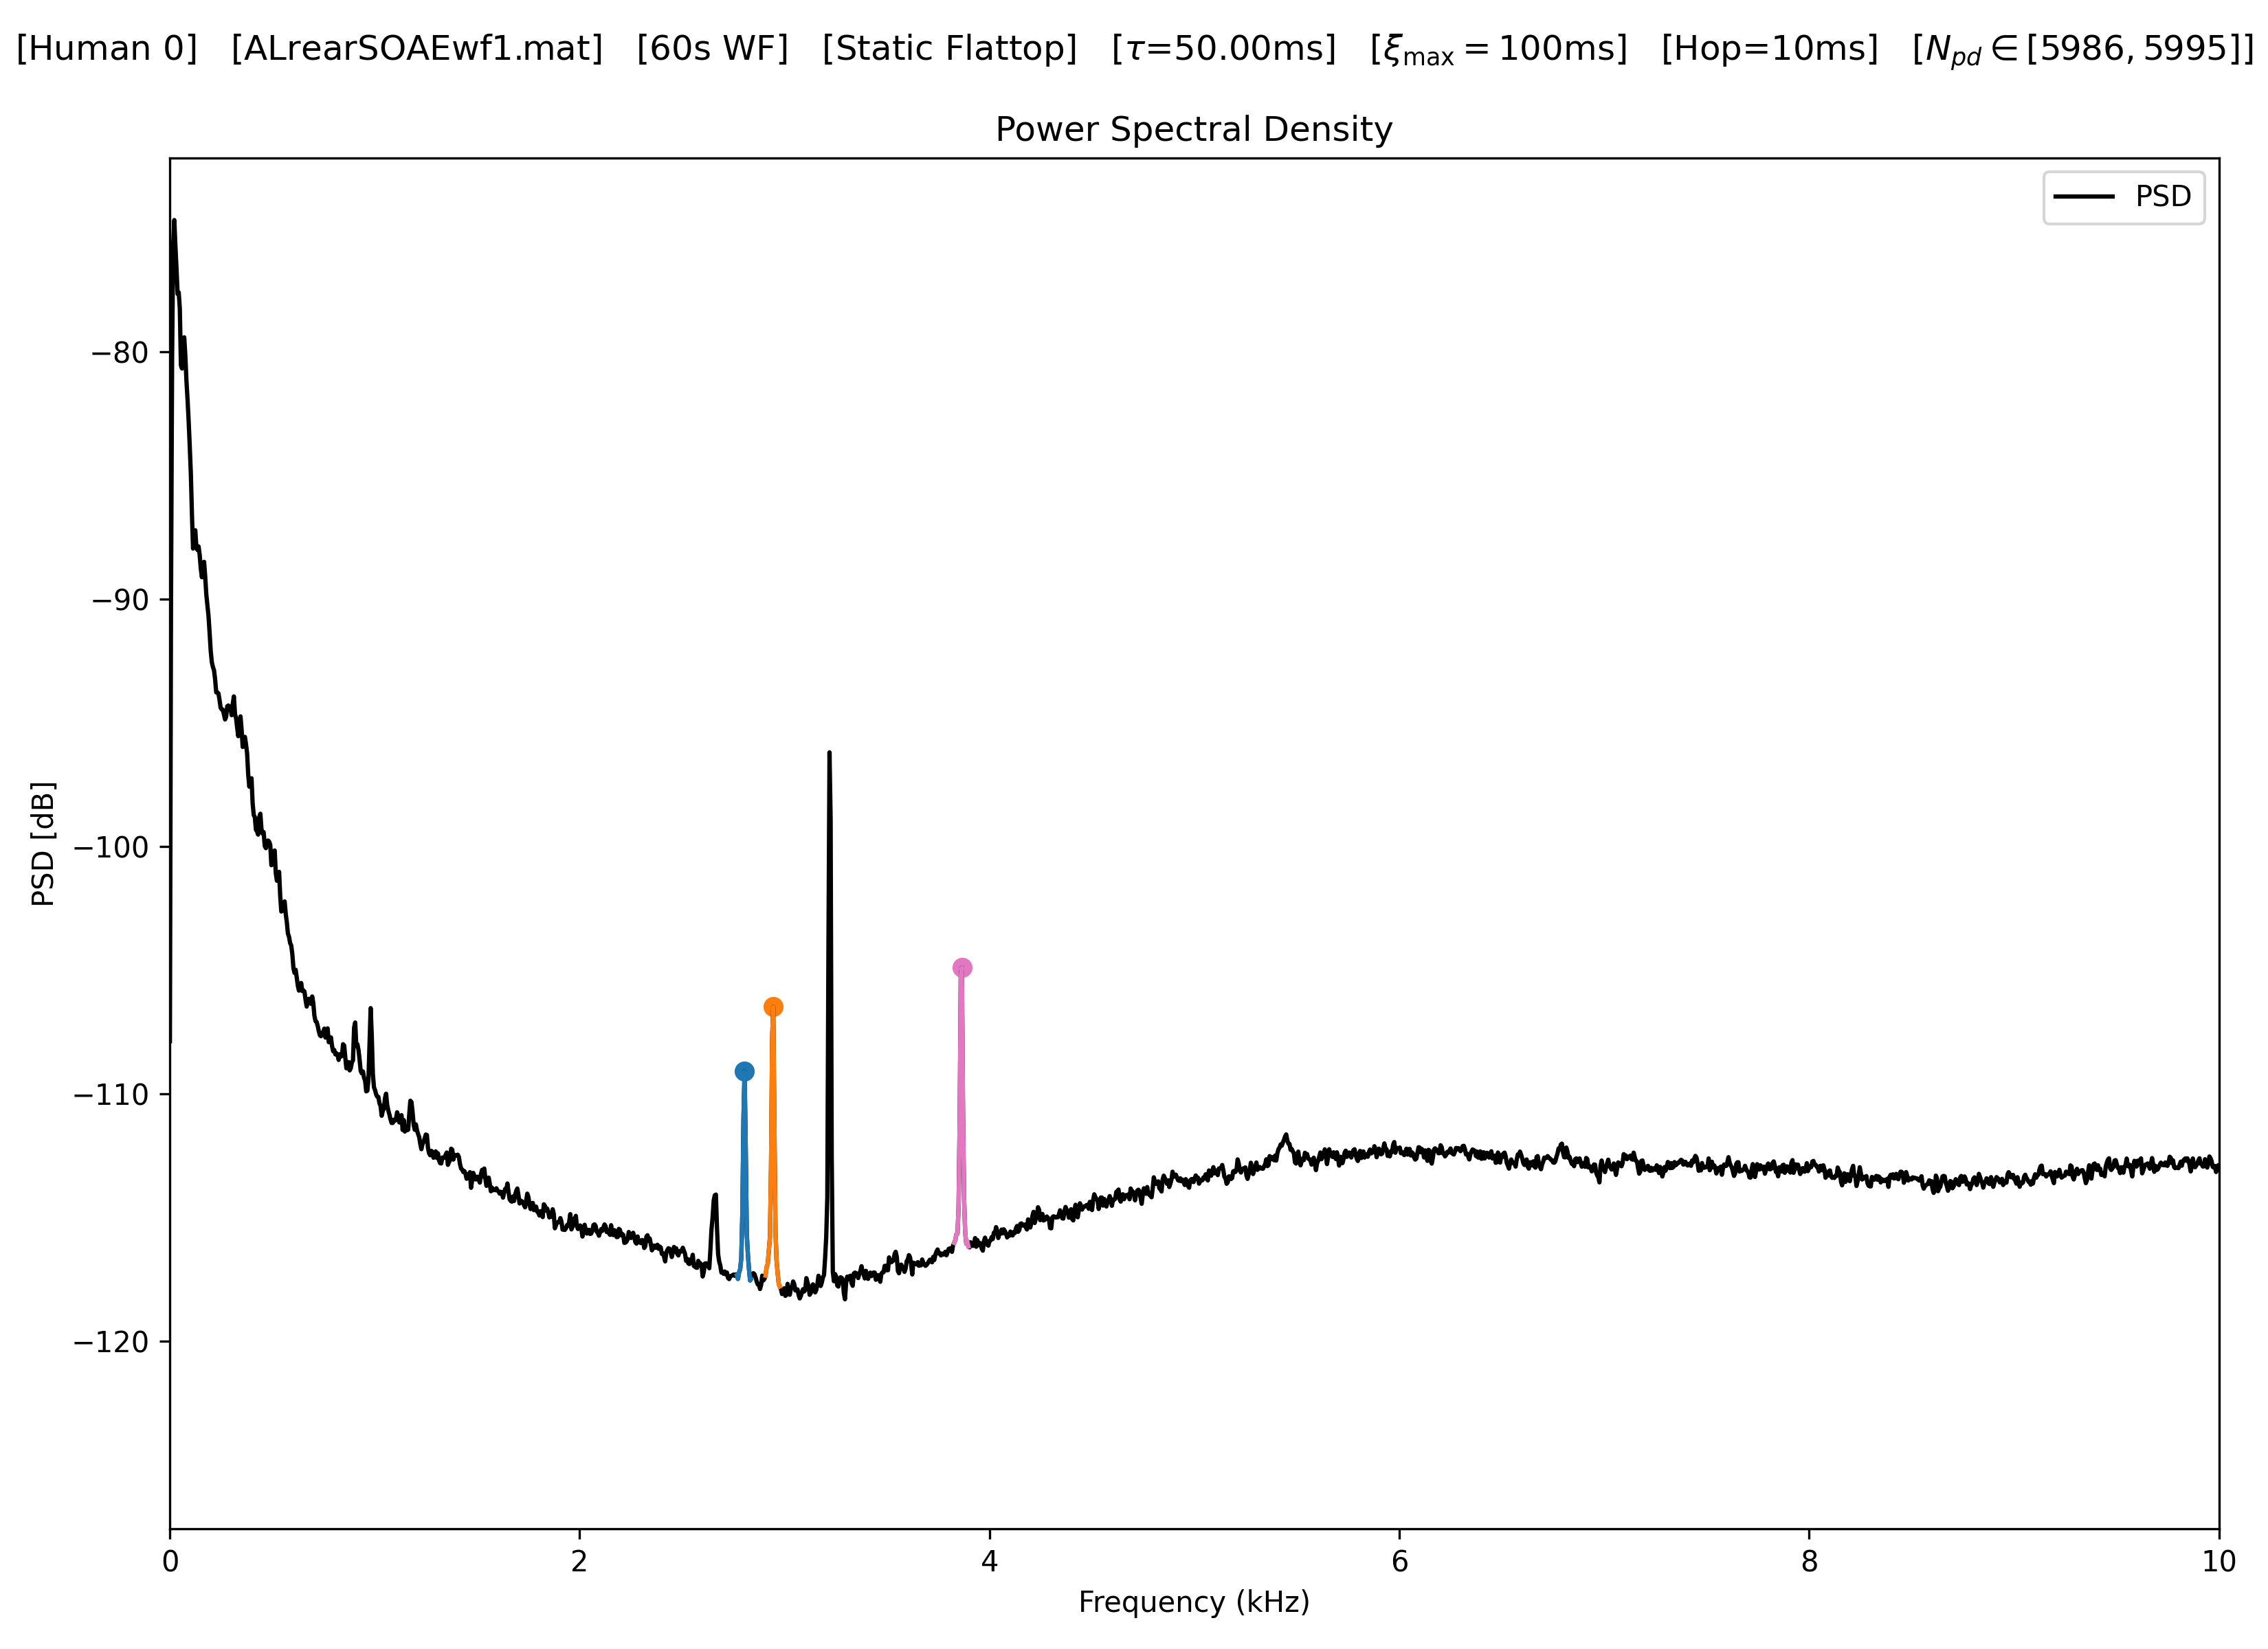 [Human 0] [ALrearSOAEwf1.mat] [60s WF] [Static Flattop] [τ=50.00ms] [ξmax = 100ms] [Hop=10ms] [Npd ∈ [5986, 5995]]
Power Spectral Density
PSD
−80
−90
−100
−110
−120
PSD [dB]
0 2 4 6 8 10
Frequency (kHz)